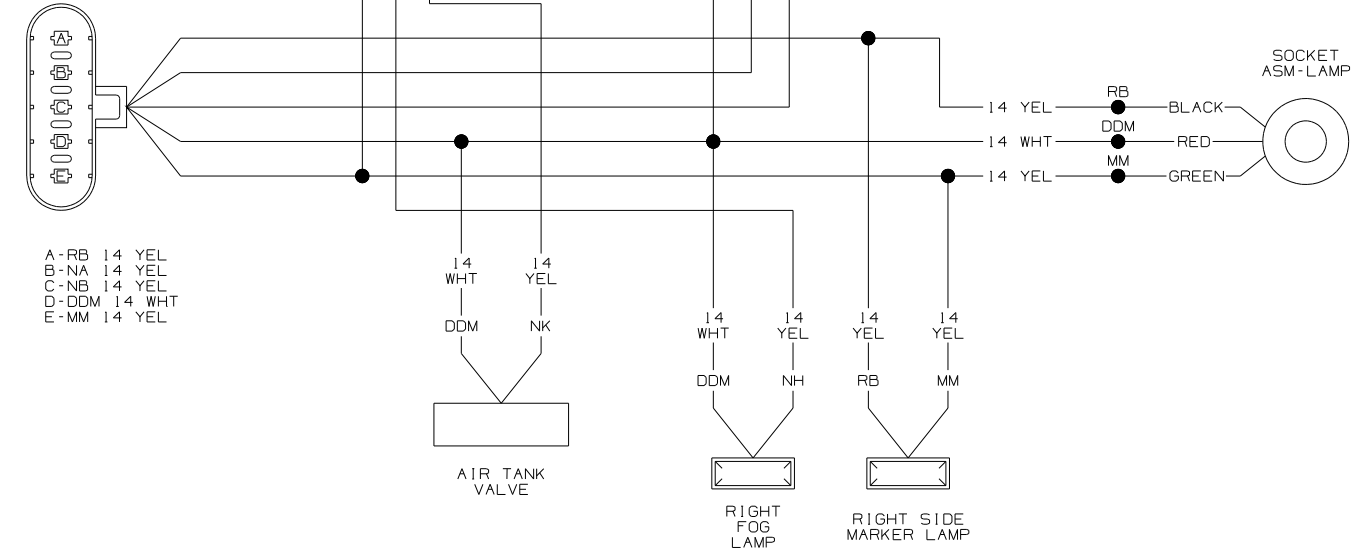 A
B
C
D
E
A-RB 14 YEL
B-NA 14 YEL
C-NB 14 YEL
D-DDM 14 WHT
E-MM 14 YEL
SOCKET
ASM-LAMP
RB
14 YEL
BLACK
DDM
14 WHT
RED
MM
14 YEL
GREEN
14
WHT
DDM
14
YEL
NK
AIR TANK
VALVE
14
WHT
DDM
14
YEL
NH
RIGHT
FOG
LAMP
14
YEL
RB
14
YEL
MM
RIGHT SIDE
MARKER LAMP